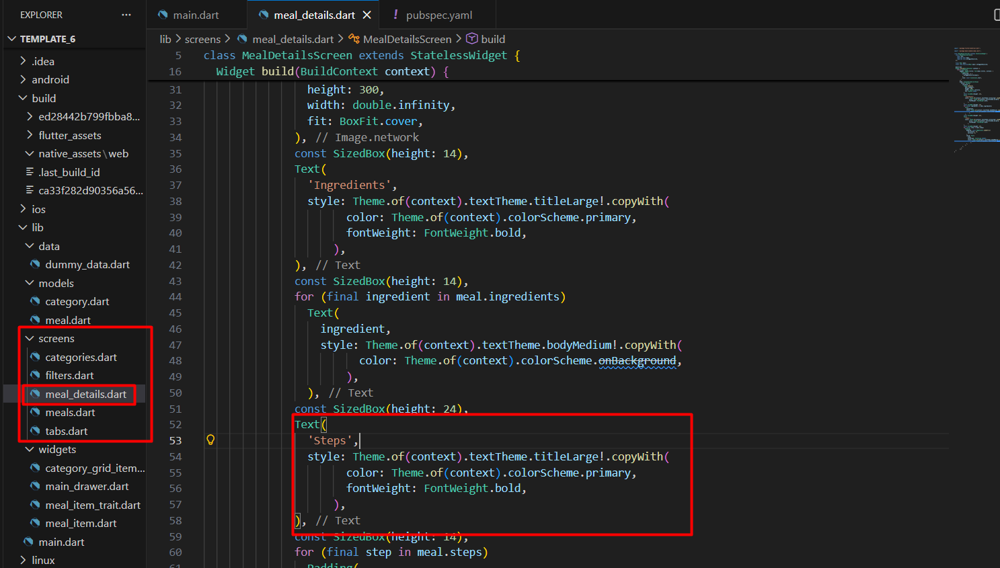 EXPLORER
···
TEMPLATE_6
.idea
android
build
ed28442b799fbba8...
flutter_assets
native_assets\web
.last_build_id
ca33f282d90356a56...
ios
lib
data
dummy_data.dart
models
category.dart
meal.dart
screens
categories.dart
filters.dart
meal_details.dart
meals.dart
tabs.dart
widgets
category_grid_item...
main_drawer.dart
meal_item_trait.dart
meal_item.dart
main.dart
linux
main.dart
meal_details.dart
! pubspec.yaml
lib > screens > meal_details.dart > MealDetailsScreen > build
5 class MealDetailsScreen extends StatelessWidget {
16 Widget build(BuildContext context) {
31 height: 300,
32 width: double.infinity,
33 fit: BoxFit.cover,
34 ), // Image.network
35 const SizedBox(height: 14),
36 Text(
37 'Ingredients',
38 style: Theme.of(context).textTheme.titleLarge!.copyWith(
39 color: Theme.of(context).colorScheme.primary,
40 fontWeight: FontWeight.bold,
41 ),
42 ), // Text
43 const SizedBox(height: 14),
44 for (final ingredient in meal.ingredients)
45 Text(
46 ingredient,
47 style: Theme.of(context).textTheme.bodyMedium!.copyWith(
48 color: Theme.of(context).colorScheme.onBackground,
49 ),
50 ), // Text
51 const SizedBox(height: 24),
52 Text(
53 'Steps',
54 style: Theme.of(context).textTheme.titleLarge!.copyWith(
55 color: Theme.of(context).colorScheme.primary,
56 fontWeight: FontWeight.bold,
57 ),
58 ), // Text
59 const SizedBox(height: 14),
60 for (final step in meal.steps)
61 Padding(